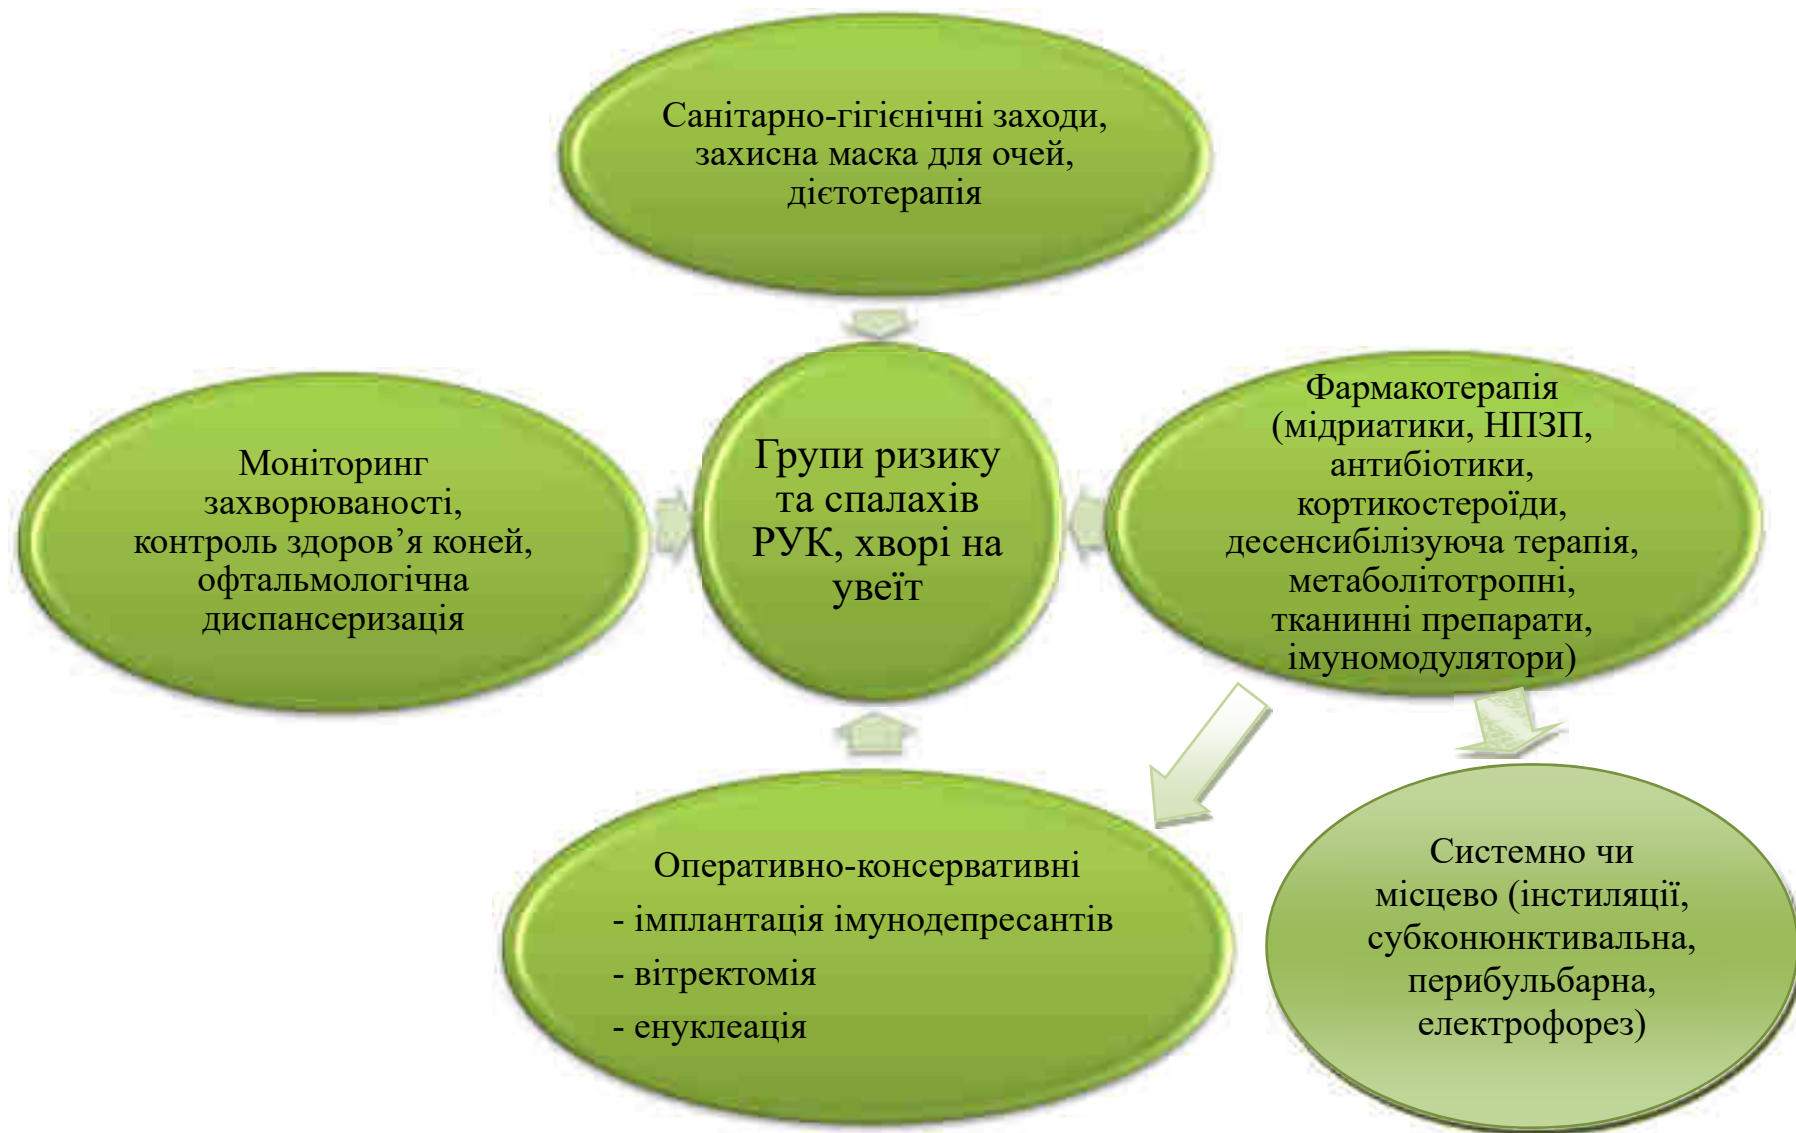 Санітарно-гігієнічні заходи,
захисна маска для очей,
дієтотерапія
Моніторинг
захворюваності,
контроль здоров’я коней,
офтальмологічна
диспансеризація
Групи ризику
та спалахів
РУК, хворі на
увеїт
Фармакотерапія
(мідриатики, НПЗП,
антибіотики,
кортикостероїди,
десенсибілізуюча терапія,
метаболітотропні,
тканинні препарати,
імуномодулятори)
Оперативно-консервативні
- імплантація імунодепресантів
- вітректомія
- енуклеація
Системно чи
місцево (інстиляції,
субконюнктивальна,
перибульбарна,
електрофорез)